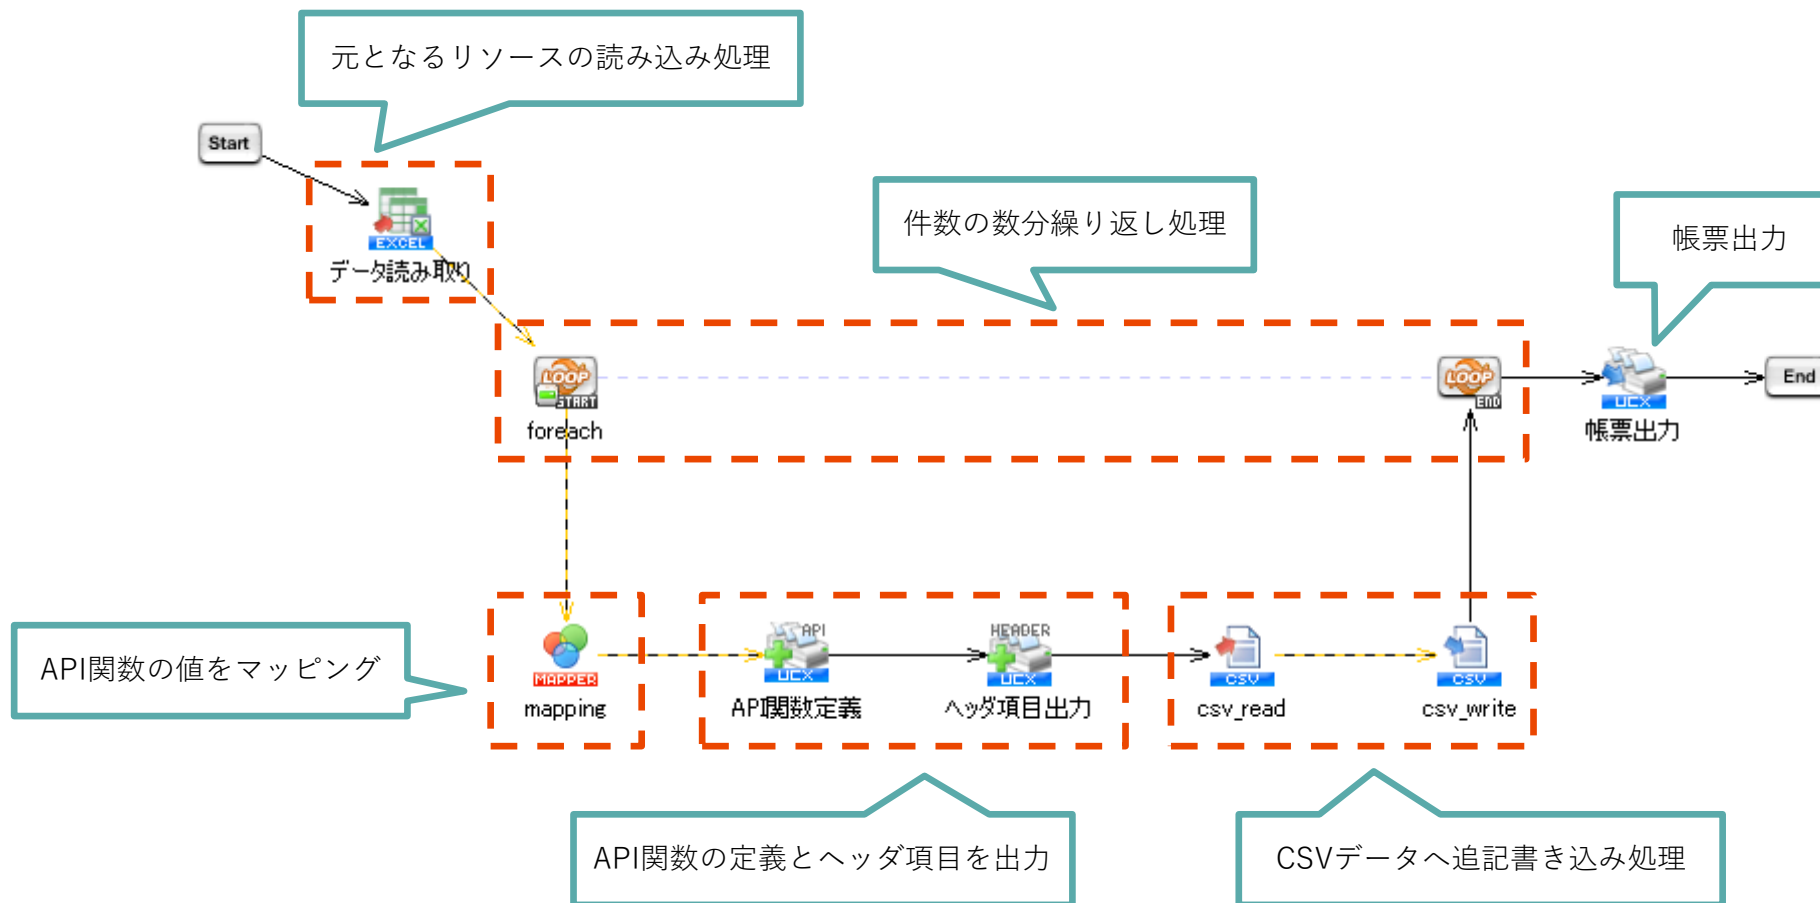 元となるリソースの読み込み処理
Start
EXCEL
データ読み取り
件数の数分繰り返し処理
帳票出力
LOOP
START
foreach
LOOP
END
UCX
帳票出力
End
API関数の値をマッピング
MAPPER
mapping
API
UCX
API関数定義
HEADER
UCX
ヘッダ項目出力
CSV
csv_read
CSV
csv_write
API関数の定義とヘッダ項目を出力
CSVデータへ追記書き込み処理